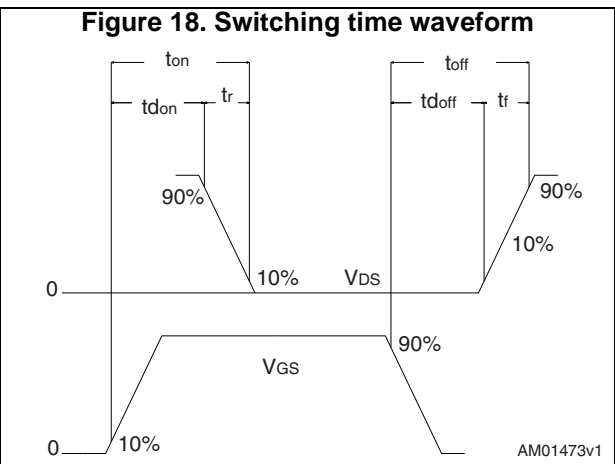 Figure 18. Switching time waveform
ton
toff
tdon
tr
tdoff
tf
90%
90%
10%
10%
0
VDS
90%
VGS
0
10%
AM01473v1